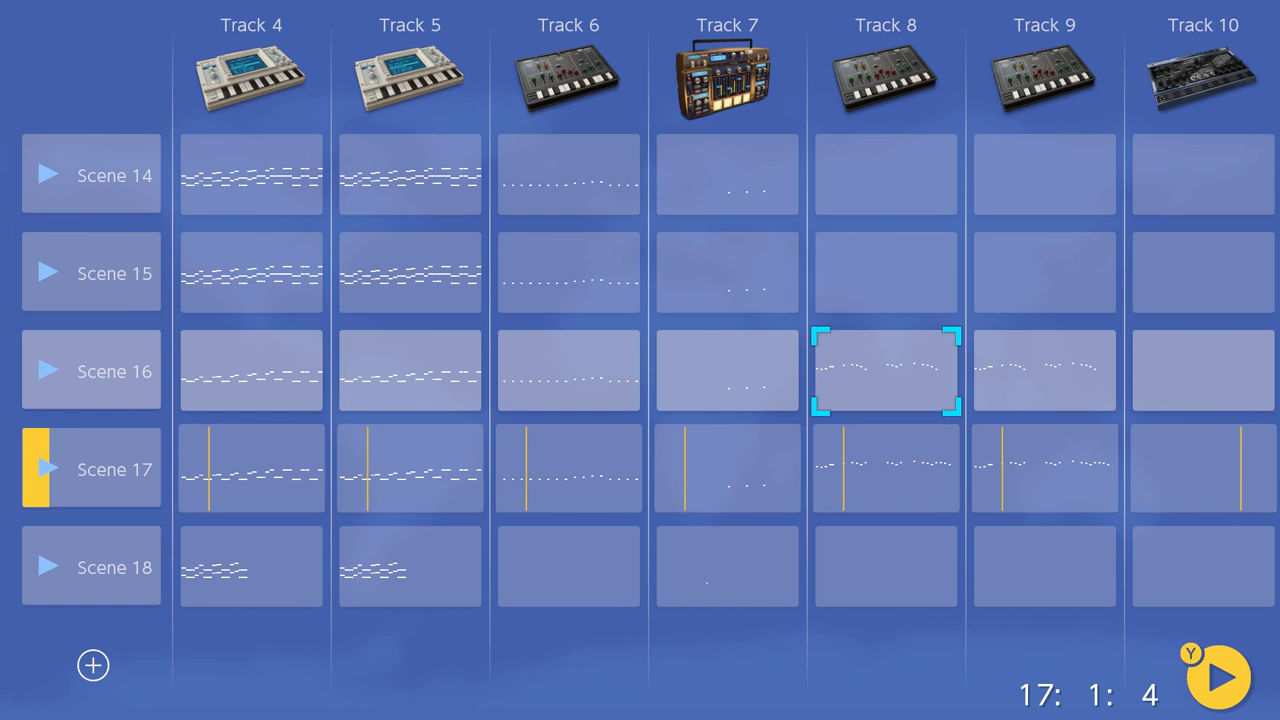 Track 4
Track 5
Track 6
Track 7
Track 8
Track 9
Track 10
Scene 14
Scene 15
Scene 16
Scene 17
Scene 18
Y
17: 1: 4